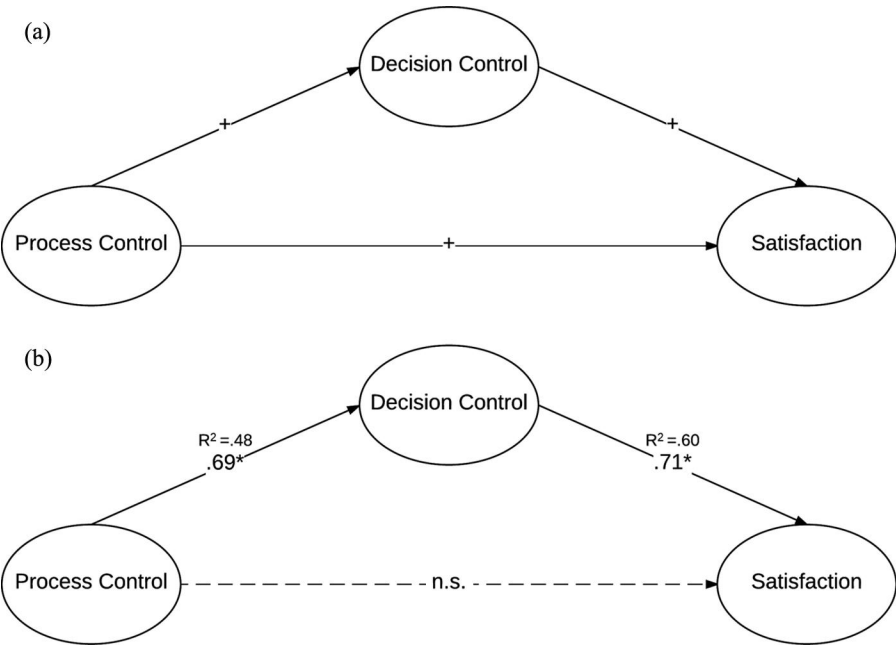 (a)
Decision Control
+
+
Process Control
+
Satisfaction
(b)
Decision Control
R² =.48
.69*
R² =.60
.71*
Process Control
n.s.
Satisfaction